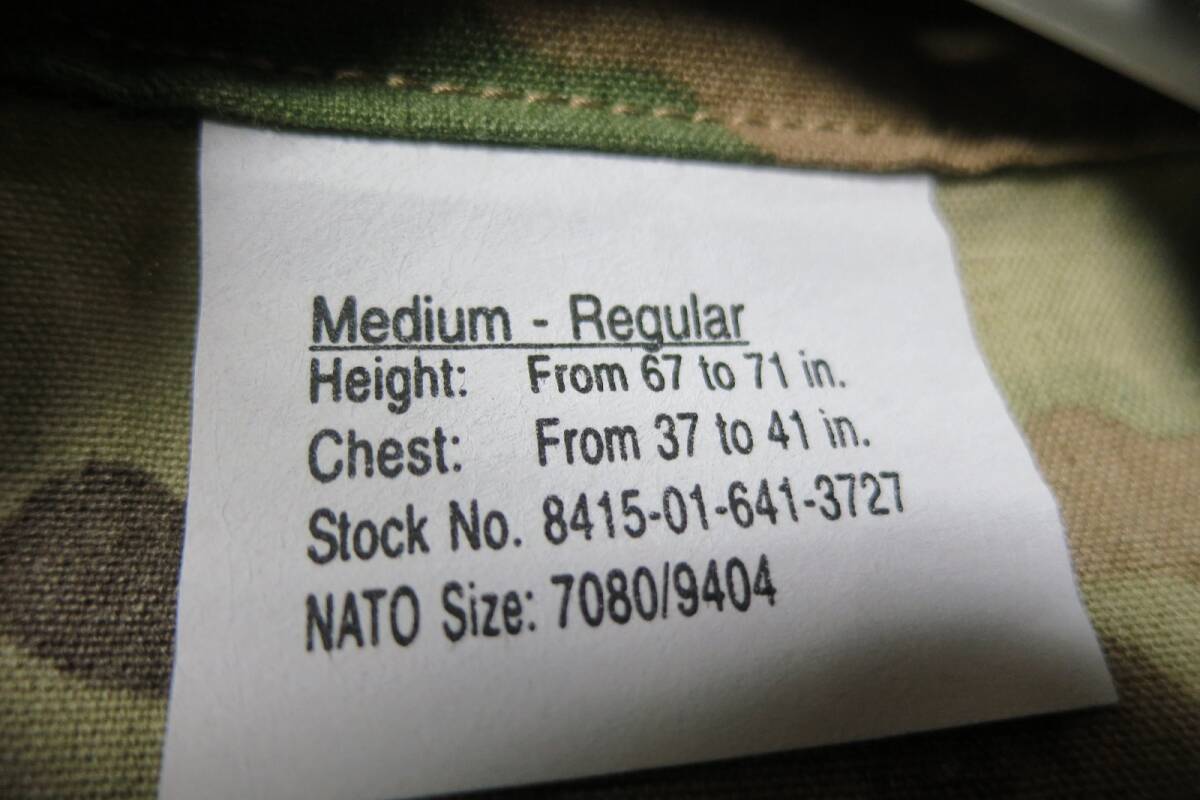 Medium - Regular
Height: From 67 to 71 in.
Chest: From 37 to 41 in.
Stock No. 8415-01-641-3727
NATO Size: 7080/9404